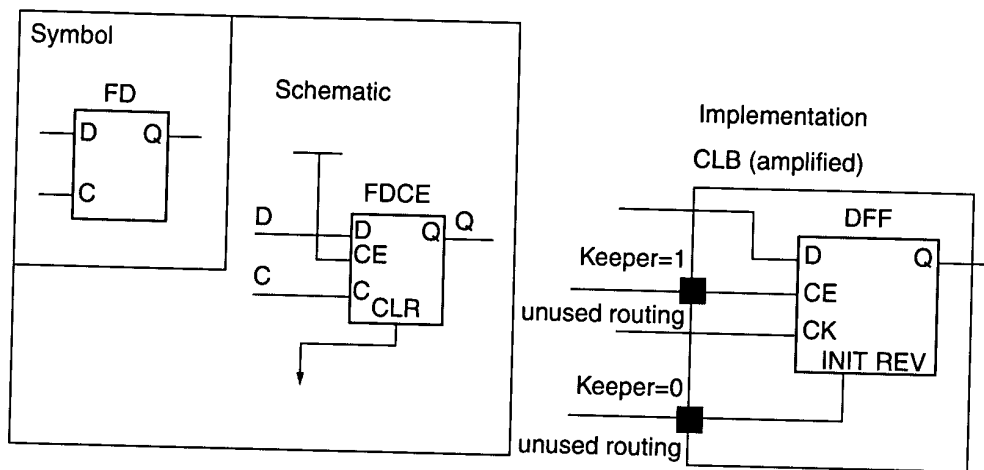 Symbol
FD
D Q
C
Schematic
FDCE
D
D Q
Q
CE
C
C
CLR
Implementation
CLB (amplified)
DFF
D Q
Keeper=1
CE
unused routing
CK
INIT REV
Keeper=0
unused routing